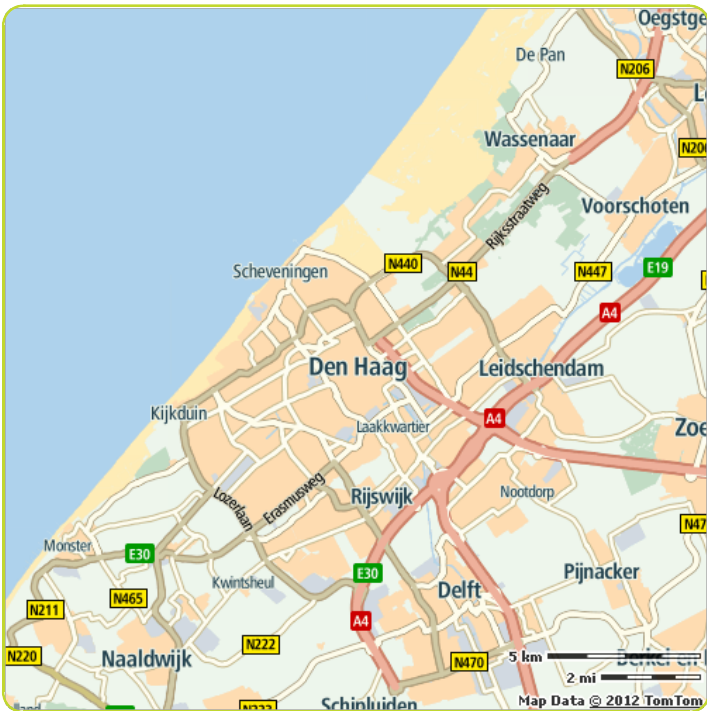 Oegstge
De Pan
N206
L
Wassenaar
N206
Rijksstraatweg
Voorschoten
N440
N44
N447
E19
Scheveningen
A4
Den Haag
Leidschendam
Kijkduin
Laakkwartier
A4
Zoe
Lozerlaan
Erasmusweg
Rijswijk
Nootdorp
N47
Monster
E30
Kwintsheul
E30
Pijnacker
N465
Delft
N211
A4
N222
N220
Naaldwijk
N470
5 km
2 mi
Schipluiden
Map Data © 2012 TomTom